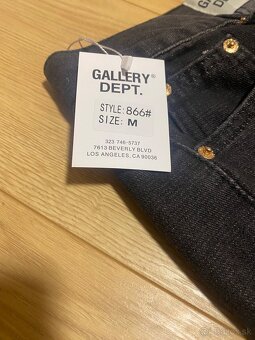 GALLERY®
DEPT.
STYLE: 866#
SIZE: M
323 746-5737
7613 BEVERLY BLVD
LOS ANGELES, CA 90036